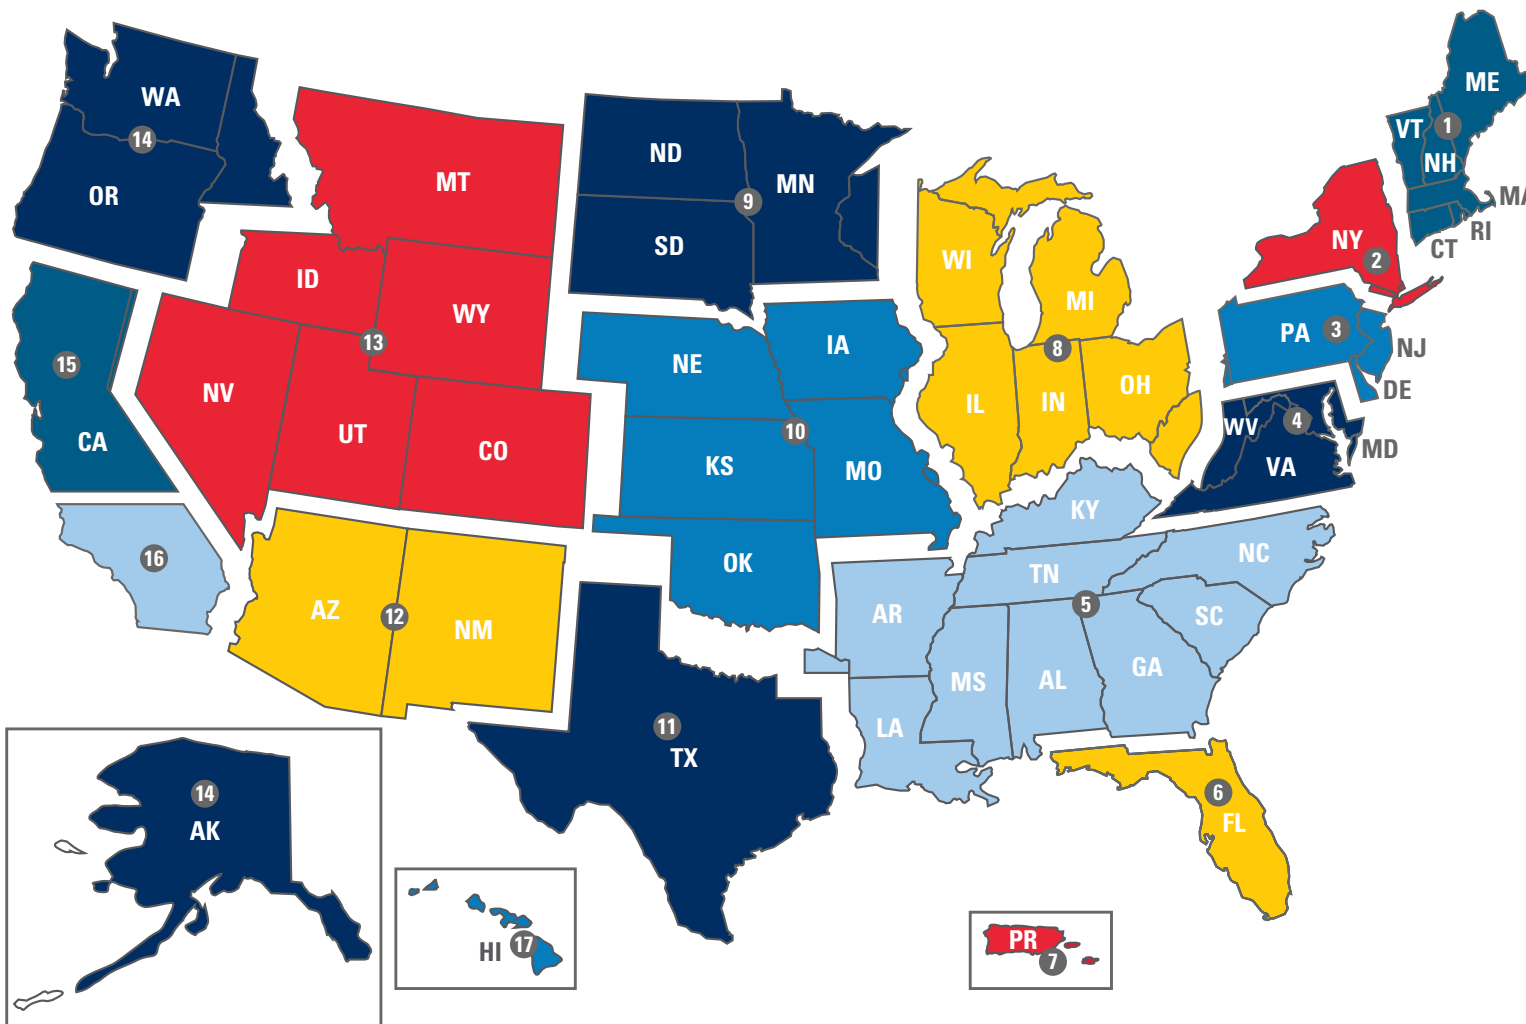 WA
14
OR
MT
ID
WY
13
NV
UT
CO
15
CA
16
AZ
12
NM
ND
MN
9
SD
NE
IA
10
KS
MO
OK
11
TX
WI
MI
8
IL
IN
OH
KY
TN
NC
AR
5
SC
MS
AL
GA
LA
6
FL
ME
VT
1
NH
MA
RI
CT
NY
2
PA
3
NJ
DE
WV
4
MD
VA
14
AK
HI
17
PR
7